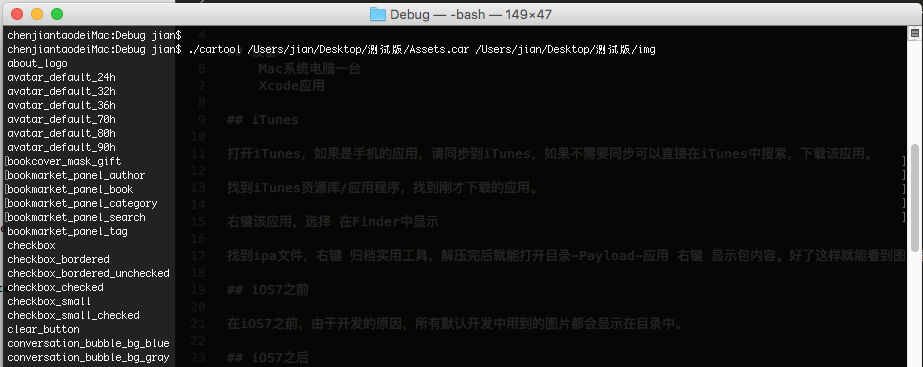 Debug — -bash — 149×47
chenjiantaodeiMac:Debug jian$
4
chenjiantaodeiMac:Debug jian$ ./cartool /Users/jian/Desktop/测试版/Assets.car /Users/jian/Desktop/测试版/img
about_logo
6 Mac系统电脑一台
avatar_default_24h
7 Xcode应用
avatar_default_32h
8
avatar_default_36h
9 ## iTunes
avatar_default_70h
10
avatar_default_80h
11 打开iTunes，如果是手机的应用，请同步到iTunes，如果不需要同步可以直接在iTunes中搜索，下载该应用。
avatar_default_90h
12
bookcover_mask_gift
13 找到iTunes资源库/应用程序，找到刚才下载的应用。
bookmarket_panel_author
14
bookmarket_panel_book
15 右键该应用，选择 在Finder中显示
bookmarket_panel_category
16
bookmarket_panel_search
17 找到ipa文件，右键 归档实用工具，解压完后就能打开目录-Payload-应用 右键 显示包内容。好了这样就能看到图
bookmarket_panel_tag
18
checkbox
19 ## iOS7之前
checkbox_bordered
20
checkbox_bordered_unchecked
21 在iOS7之前，由于开发的原因，所有默认开发中用到的图片都会显示在目录中。
checkbox_checked
22
checkbox_small
23 ## iOS7之后
checkbox_small_checked
clear_button
conversation_bubble_bg_blue
conversation_bubble_bg_gray